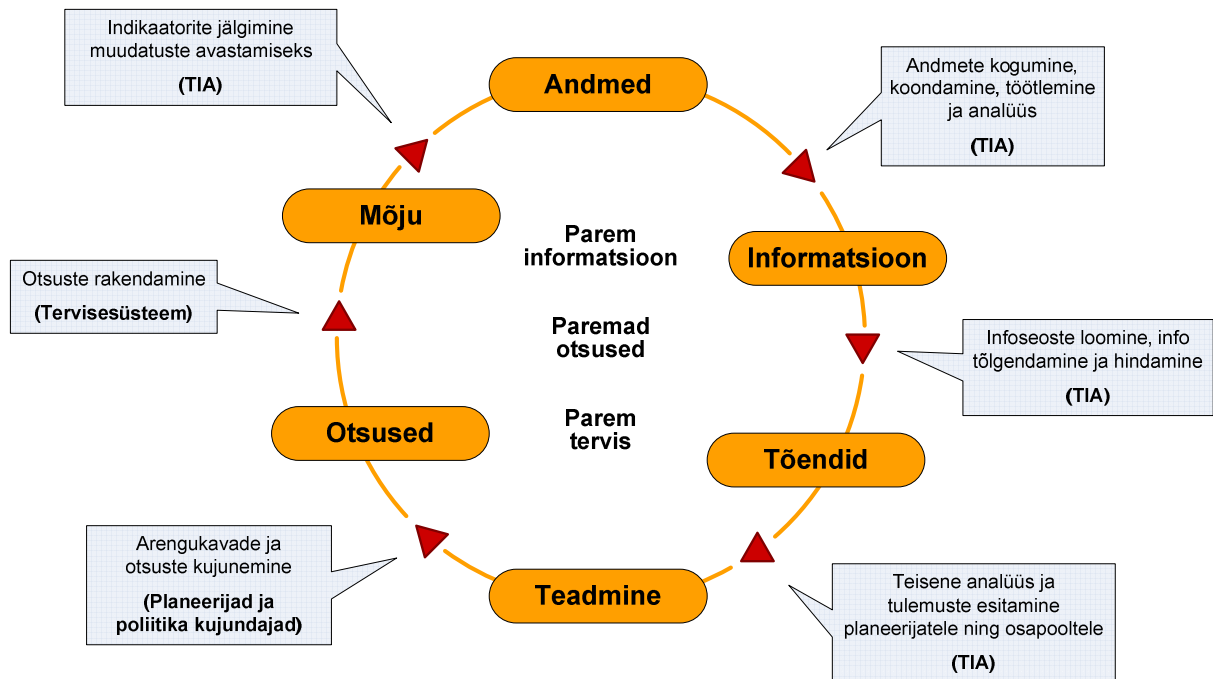 Indikaatorite jälgimine
muudatuste avastamiseks
(TIA)
Andmed
Andmete kogumine,
koondamine, töötlemine
ja analüüs
(TIA)
Mõju
Parem
informatsioon
Informatsioon
Otsuste rakendamine
(Tervisesüsteem)
Paremad
otsused
Infoseoste loomine, info
tõlgendamine ja hindamine
(TIA)
Otsused
Parem
tervis
Tõendid
Arengukavade ja
otsuste kujunemine
(Planeerijad ja
poliitika kujundajad)
Teadmine
Teisene analüüs ja
tulemuste esitamine
planeerijatele ning osapooltele
(TIA)